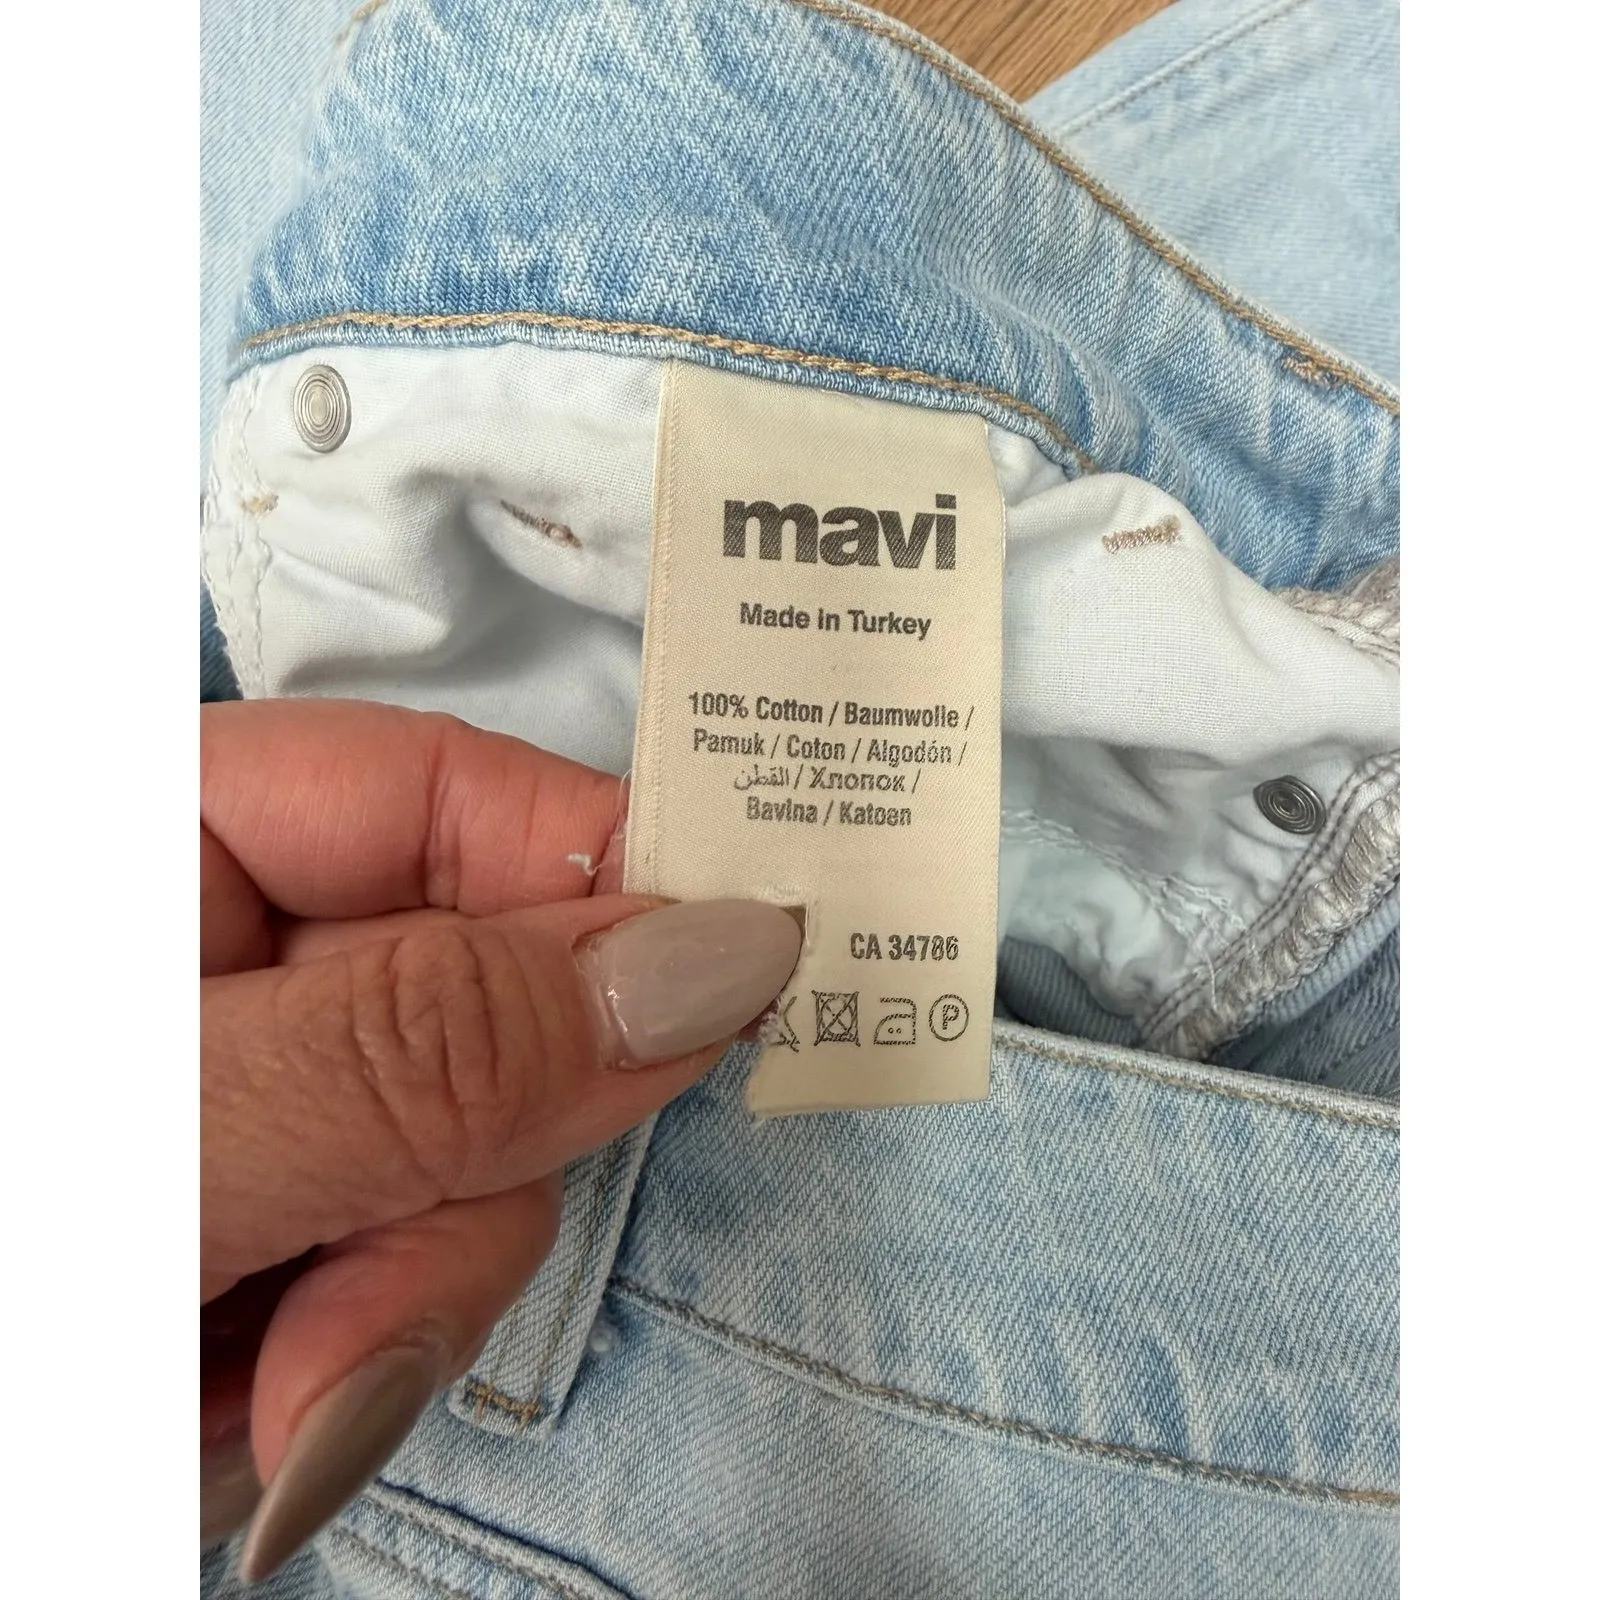 mavi
Made in Turkey
100% Cotton / Baumwolle /
Pamuk / Coton / Algodón /
القطن / Хлопок /
Bavlna / Katoen
CA 34786
P